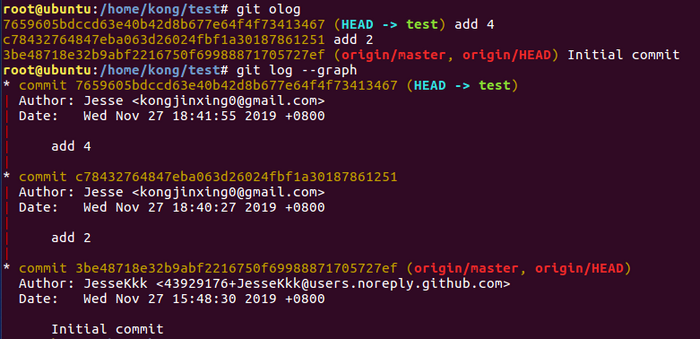 root@ubuntu:/home/kong/test# git olog
7659605bdccd63e40b42d8b677e64f4f73413467 (HEAD -> test) add 4
c78432764847eba063d26024fbf1a30187861251 add 2
3be48718e32b9abf2216750f69988871705727ef (origin/master, origin/HEAD) Initial commit
root@ubuntu:/home/kong/test# git log --graph
* commit 7659605bdccd63e40b42d8b677e64f4f73413467 (HEAD -> test)
| Author: Jesse <kongjinxing0@gmail.com>
| Date:   Wed Nov 27 18:41:55 2019 +0800
|
|     add 4
|
* commit c78432764847eba063d26024fbf1a30187861251
| Author: Jesse <kongjinxing0@gmail.com>
| Date:   Wed Nov 27 18:40:27 2019 +0800
|
|     add 2
|
* commit 3be48718e32b9abf2216750f69988871705727ef (origin/master, origin/HEAD)
  Author: JesseKkk <43929176+JesseKkk@users.noreply.github.com>
  Date:   Wed Nov 27 15:48:30 2019 +0800

      Initial commit